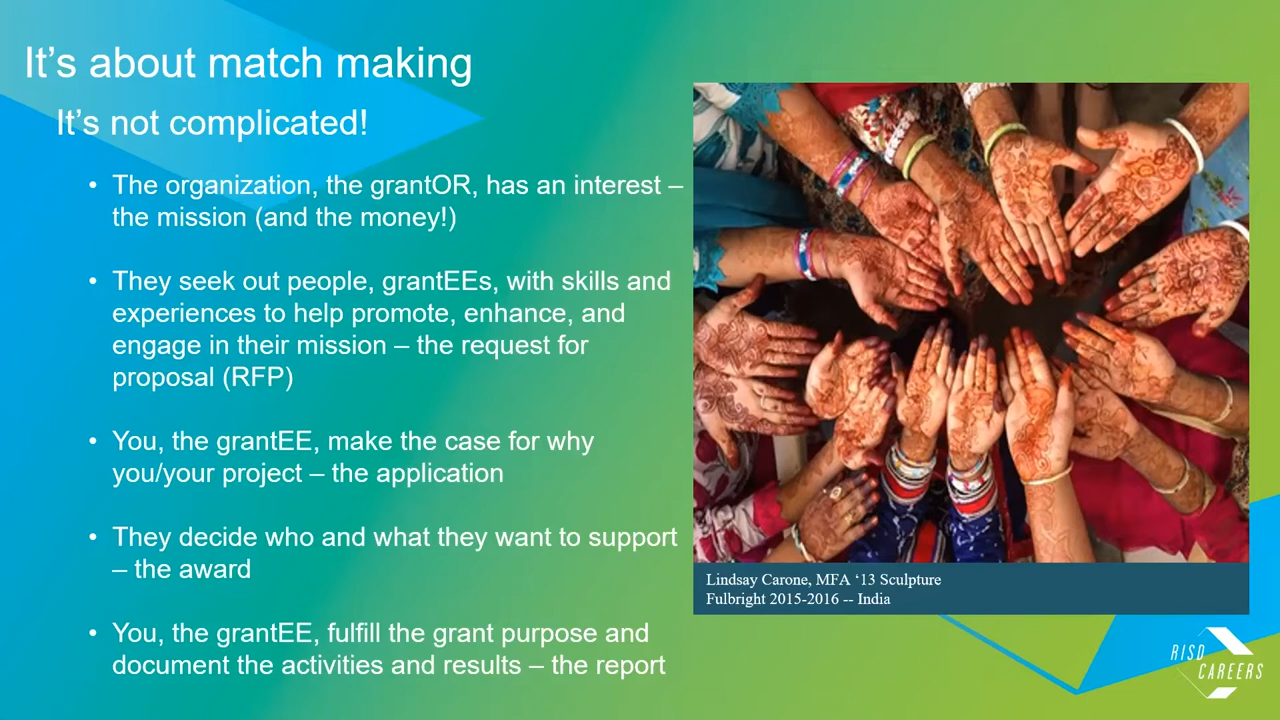 It’s about match making
It’s not complicated!
• The organization, the grantOR, has an interest –
the mission (and the money!)
• They seek out people, grantEEs, with skills and
experiences to help promote, enhance, and
engage in their mission – the request for
proposal (RFP)
• You, the grantEE, make the case for why
you/your project – the application
• They decide who and what they want to support
– the award
• You, the grantEE, fulfill the grant purpose and
document the activities and results – the report
Lindsay Carone, MFA ‘13 Sculpture
Fulbright 2015-2016 -- India
RISD
CAREERS